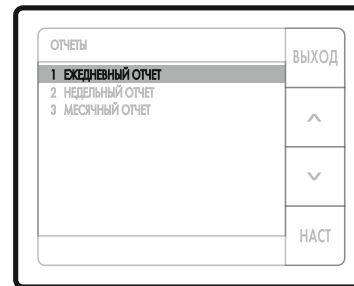 ОТЧЕТЫ
1 ЕЖЕДНЕВНЫЙ ОТЧЕТ
2 НЕДЕЛЬНЫЙ ОТЧЕТ
3 МЕСЯЧНЫЙ ОТЧЕТ
ВЫХОД
НАСТ